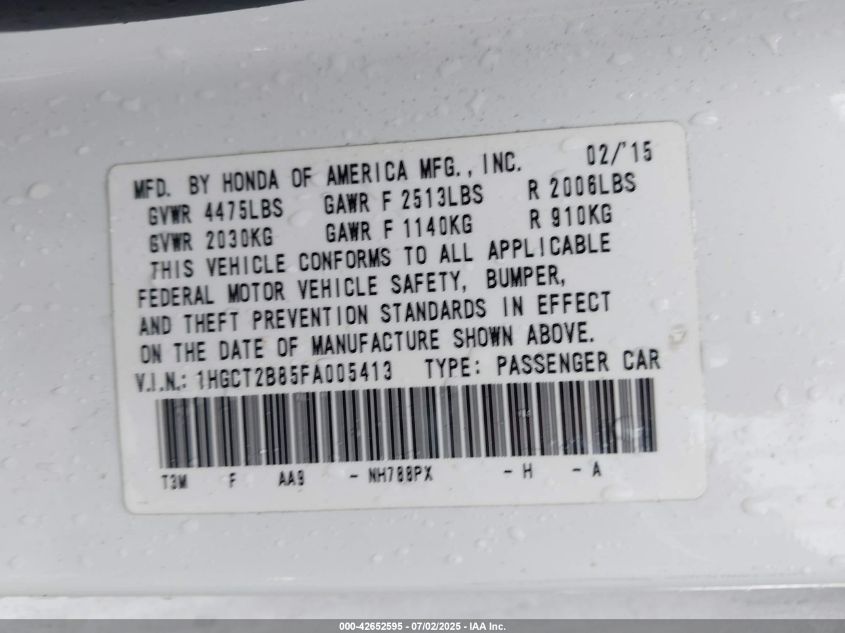 MFD. BY HONDA OF AMERICA MFG., INC. 02/'15
GVWR 4475LBS GAWR F 2513LBS R 2006LBS
GVWR 2030KG GAWR F 1140KG R 910KG
THIS VEHICLE CONFORMS TO ALL APPLICABLE
FEDERAL MOTOR VEHICLE SAFETY, BUMPER,
AND THEFT PREVENTION STANDARDS IN EFFECT
ON THE DATE OF MANUFACTURE SHOWN ABOVE.
V.I.N.: 1HGCT2B85FA005413 TYPE: PASSENGER CAR
T3M F AA9 - NH788PX - H - A
000-42652595 - 07/02/2025 - IAA Inc.